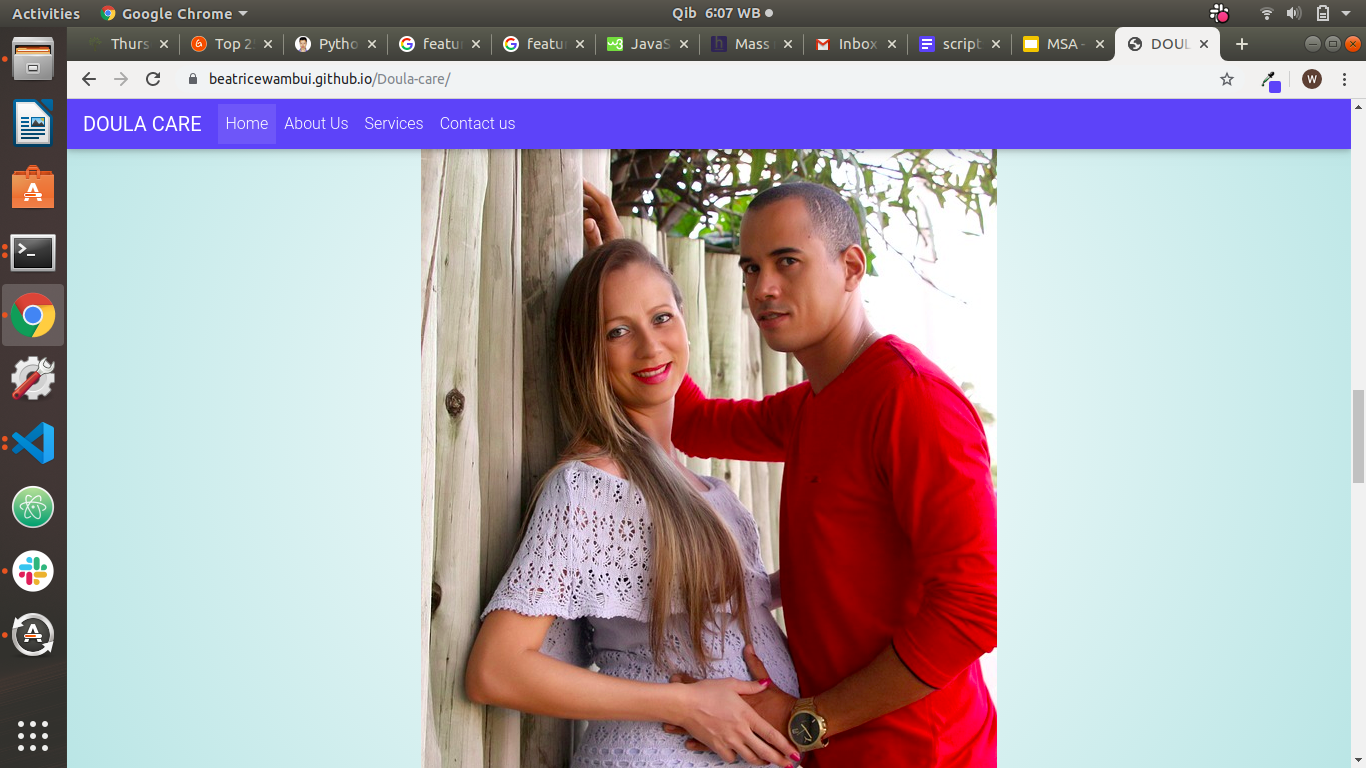 Activities Google Chrome Qib 6:07 WB
Thurs Top 2 Pytho featu featu JavaS Mass Inbox script MSA - DOUL
beatricewambui.github.io/Doula-care/ W
DOULA CARE Home About Us Services Contact us